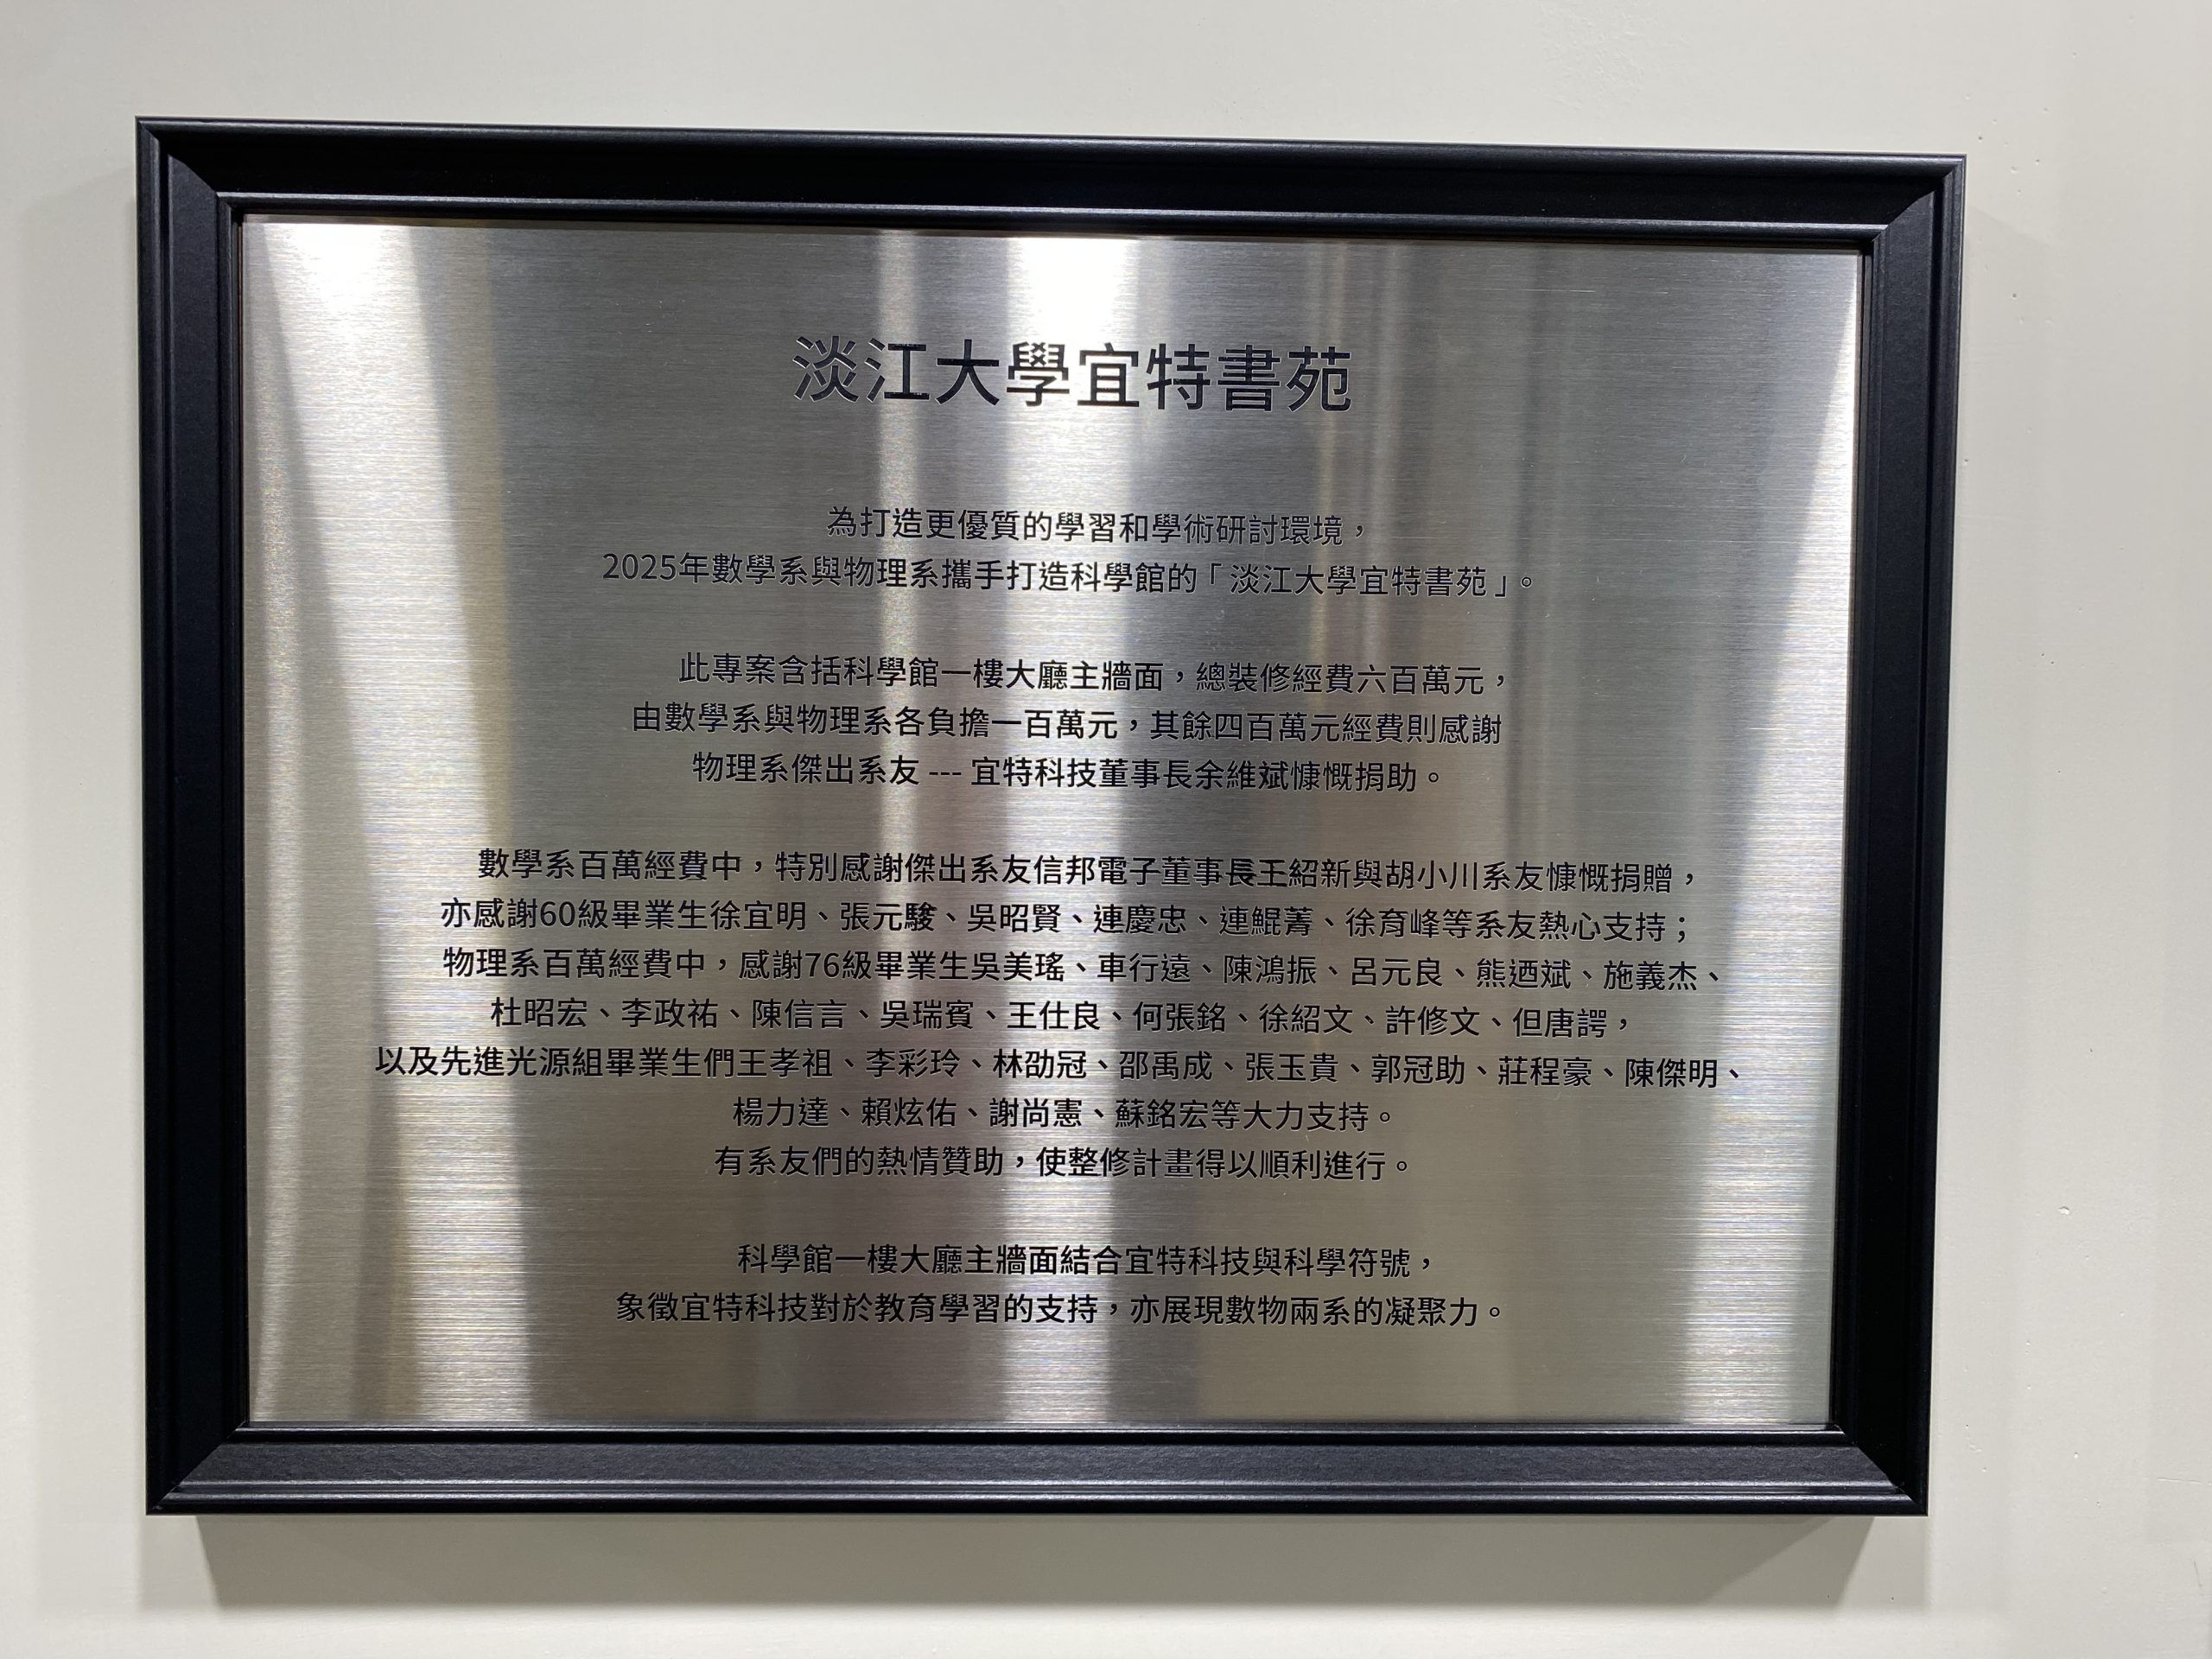 淡江大學宜特書苑
為打造更優質的學習和學術研討環境，
2025年數學系與物理系攜手打造科學館的「淡江大學宜特書苑」。
此專案含括科學館一樓大廳主牆面，總裝修經費六百萬元，
由數學系與物理系各負擔一百萬元，其餘四百萬元經費則感謝
物理系傑出系友 --- 宜特科技董事長余維斌慷慨捐助。
數學系百萬經費中，特別感謝傑出系友信邦電子董事長王紹新與胡小川系友慷慨捐贈，
亦感謝60級畢業生徐宜明、張元駿、吳昭賢、連慶忠、連鯤菁、徐育峰等系友熱心支持；
物理系百萬經費中，感謝76級畢業生吳美瑤、車行遠、陳鴻振、呂元良、熊迺斌、施義杰、
杜昭宏、李政祐、陳信言、吳瑞賓、王仕良、何張銘、徐紹文、許修文、但唐諤，
以及先進光源組畢業生們王孝祖、李彩玲、林劭冠、邵禹成、張玉貴、郭冠助、莊程豪、陳傑明、
楊力達、賴炫佑、謝尚憲、蘇銘宏等大力支持。
有系友們的熱情贊助，使整修計畫得以順利進行。
科學館一樓大廳主牆面結合宜特科技與科學符號，
象徵宜特科技對於教育學習的支持，亦展現數物兩系的凝聚力。